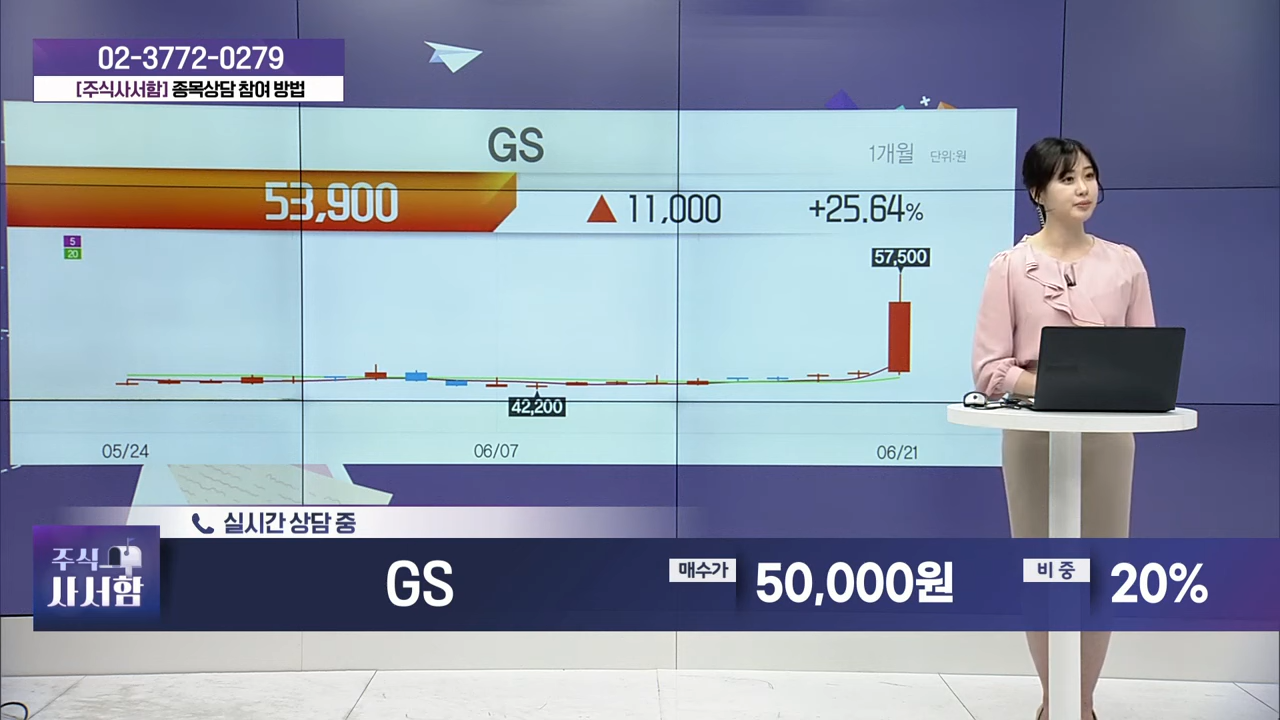 02-3772-0279
[주식사서함] 종목상담 참여 방법
GS
1개월 단위:원
53,900 ▲ 11,000 +25.64%
5
20
57,500
42,200
05/24 06/07 06/21
실시간 상담 중
주식
사서함
GS 매수가 50,000원 비중 20%